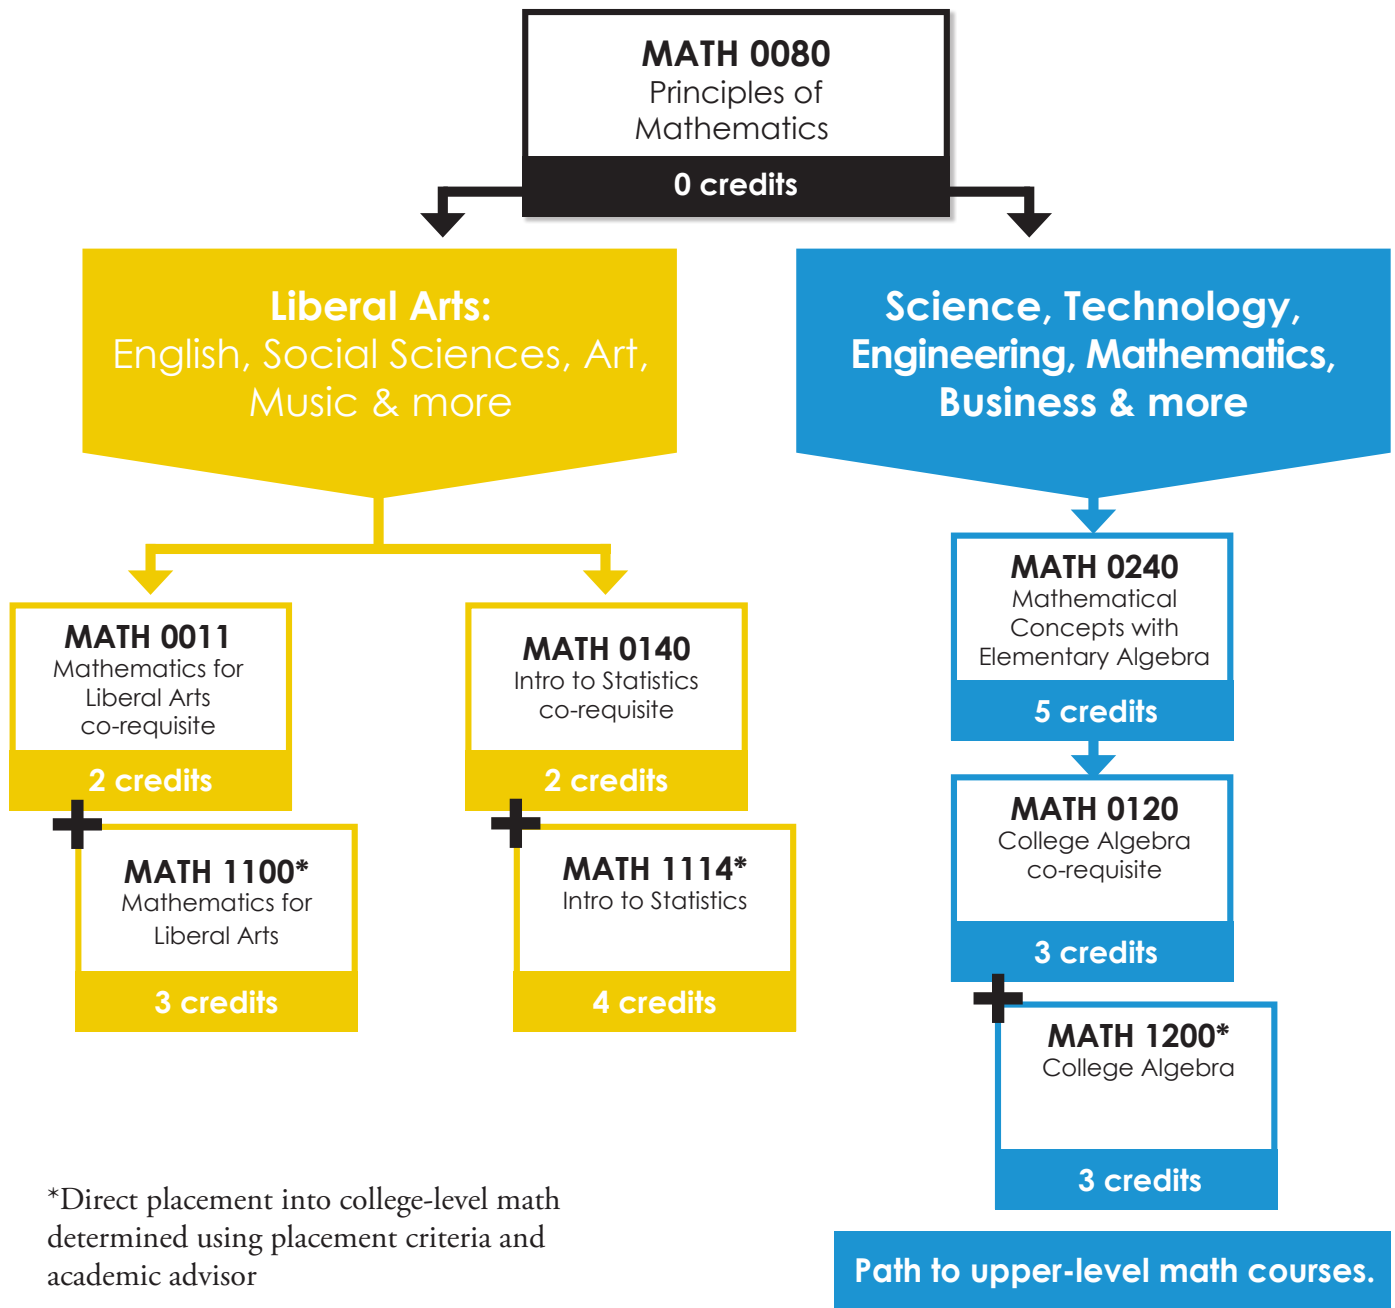 MATH 0080
Principles of
Mathematics
0 credits
Liberal Arts:
English, Social Sciences, Art,
Music & more
MATH 0011
Mathematics for
Liberal Arts
co-requisite
2 credits
+
MATH 1100*
Mathematics for
Liberal Arts
3 credits
MATH 0140
Intro to Statistics
co-requisite
2 credits
+
MATH 1114*
Intro to Statistics
4 credits
Science, Technology,
Engineering, Mathematics,
Business & more
MATH 0240
Mathematical
Concepts with
Elementary Algebra
5 credits
MATH 0120
College Algebra
co-requisite
3 credits
+
MATH 1200*
College Algebra
3 credits
Path to upper-level math courses.
*Direct placement into college-level math
determined using placement criteria and
academic advisor